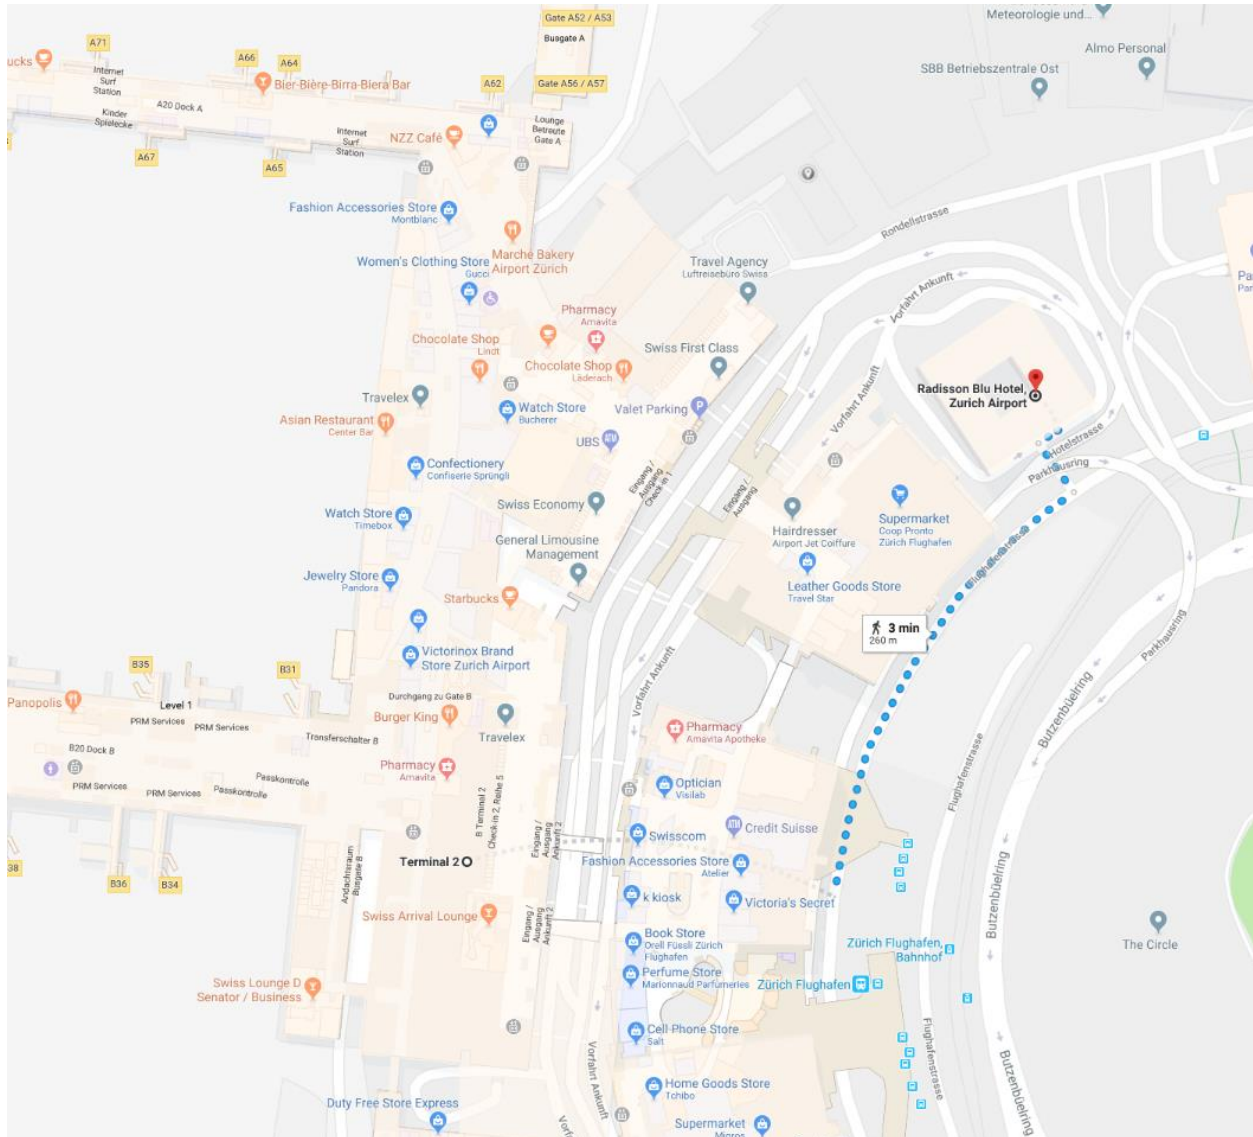 Gate A52 / A53
Busgate A
Gate A56 / A57
Meteorologie und...
Almo Personal
SBB Betriebszentrale Ost
A71
ucks
Internet
Surf
Station
A66
A64
Bier-Bière-Birra-Biera Bar
A62
A20 Dock A
Kinder
Spielecke
Internet
Surf
Station
NZZ Café
Lounge
Betreute
Gate A
A67
A65
Fashion Accessories Store
Montblanc
Marché Bakery
Airport Zürich
Women's Clothing Store
Gucci
Travel Agency
Luftreisebüro Swiss
Rondellstrasse
Vorfahrt Ankunft
Pharmacy
Amavita
Chocolate Shop
Lindt
Chocolate Shop
Läderach
Swiss First Class
Vorfahrt Ankunft
Radisson Blu Hotel,
Zurich Airport
Pa
Par
Travelex
Watch Store
Bucherer
Valet Parking
P
Asian Restaurant
Center Bar
UBS
ATM
Hotelstrasse
Parkhausring
Confectionery
Confiserie Sprüngli
Eingang /
Ausgang
Check-in 1
Eingang /
Ausgang
Swiss Economy
Watch Store
Timebox
Hairdresser
Airport Jet Coiffure
Supermarket
Coop Pronto
Zürich Flughafen
General Limousine
Management
Flughafenstrasse
Jewelry Store
Pandora
Leather Goods Store
Travel Star
Starbucks
3 min
260 m
Parkhausring
Victorinox Brand
Store Zurich Airport
Vorfahrt Ankunft
B35
B31
Durchgang zu Gate B
Panopolis
Level 1
PRM Services
PRM Services
Burger King
Travelex
Pharmacy
Amavita Apotheke
Butzenbüelring
Transferschalter B
B20 Dock B
Passkontrolle
Pharmacy
Amavita
Flughafenstrasse
PRM Services
PRM Services
Passkontrolle
Optician
Visilab
B Terminal 2
Check-in 2, Reihe 5
Eingang /
Ausgang
Ankunft 2
Swisscom
ATM
Credit Suisse
Terminal 2
Fashion Accessories Store
Atelier
38
B36
B34
Andachtsraum
Busgate B
k kiosk
Victoria's Secret
Butzenbüelring
Swiss Arrival Lounge
Eingang /
Ausgang
Ankunft 2
Book Store
Orell Füssli Zürich
Flughafen
Zürich Flughafen,
Bahnhof
The Circle
Perfume Store
Marionnaud Parfumeries
Zürich Flughafen
Swiss Lounge D
Senator / Business
Cell Phone Store
Salt
Flughafenstrasse
Vorfahrt Ankunft
Butzenbüelring
Home Goods Store
Tchibo
Duty Free Store Express
Supermarket
Migros